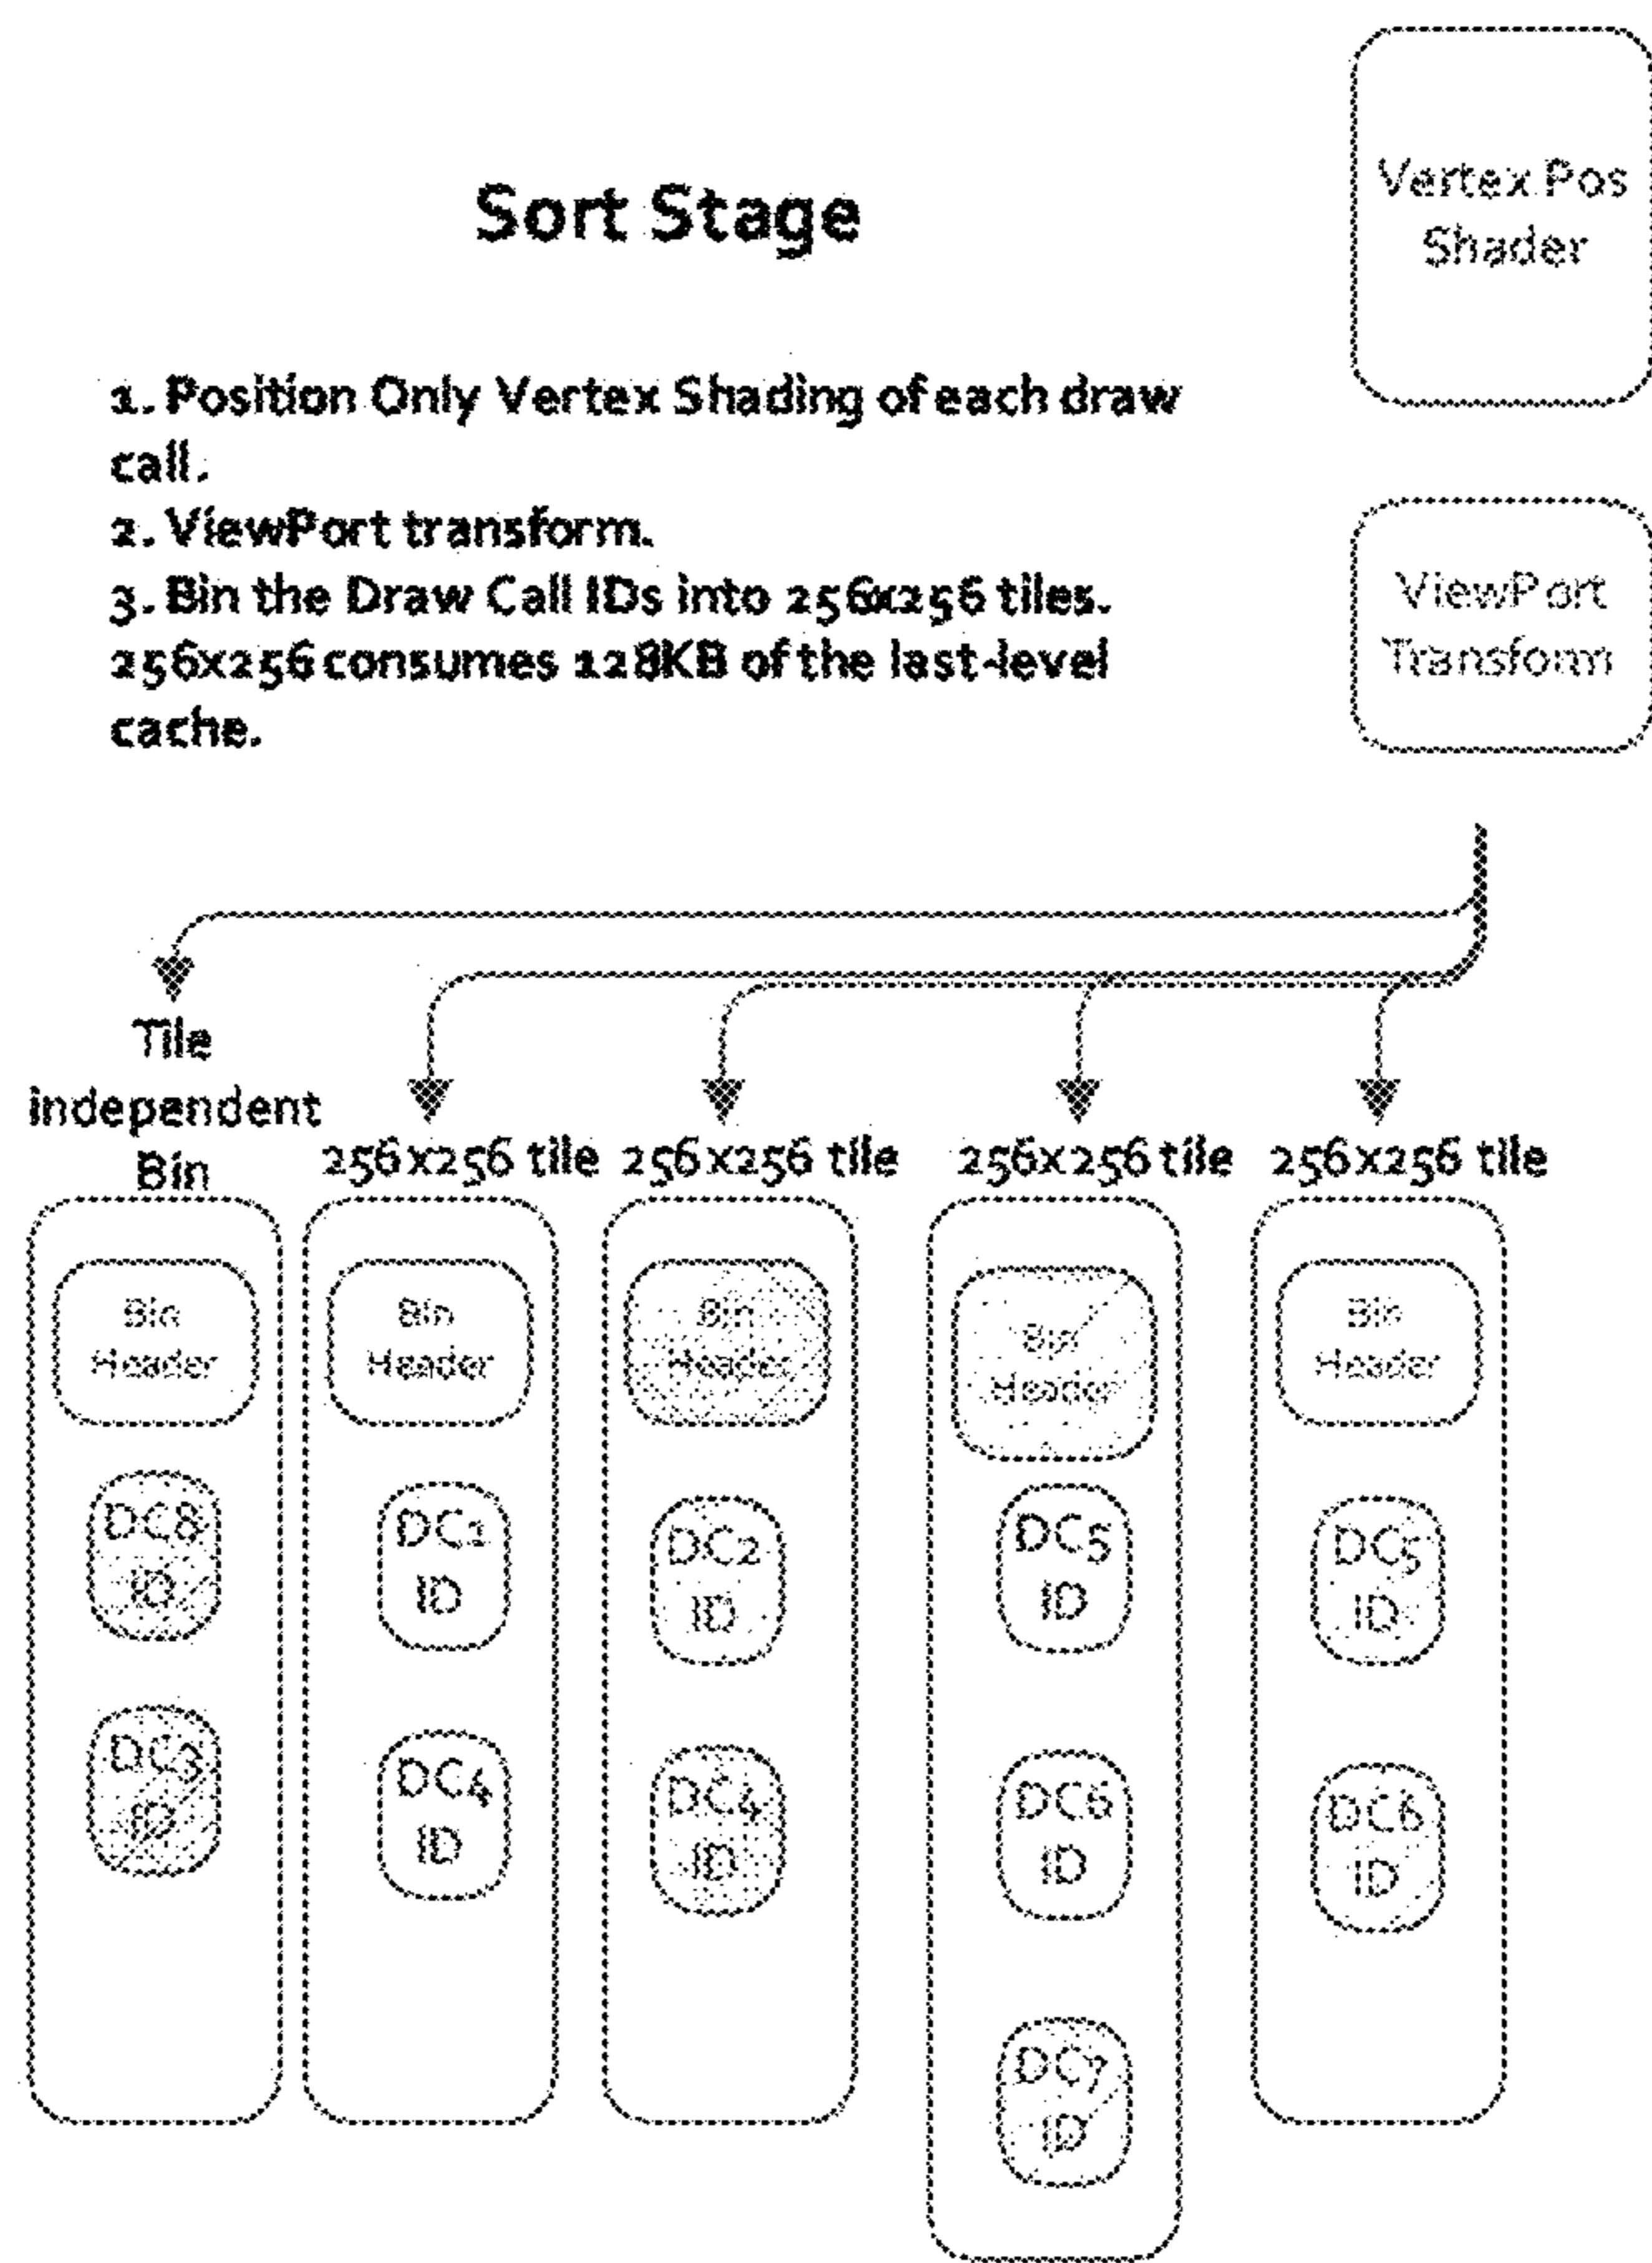 Sort Stage
1. Position Only Vertex Shading of each draw
call.
2. ViewPort transform.
3. Bin the Draw Call IDs into 256x256 tiles.
256x256 consumes 128KB of the last-level
cache.
Vertex Pos
Shader
ViewPort
Transform
Tile
independent
Bin
256x256 tile
256x256 tile
256x256 tile
256x256 tile
Bin
Header
DC8
ID
DC3
ID
Bin
Header
DC1
ID
DC4
ID
Bin
Header
DC2
ID
DC4
ID
Bin
Header
DC5
ID
DC6
ID
DC7
ID
Bin
Header
DC5
ID
DC6
ID